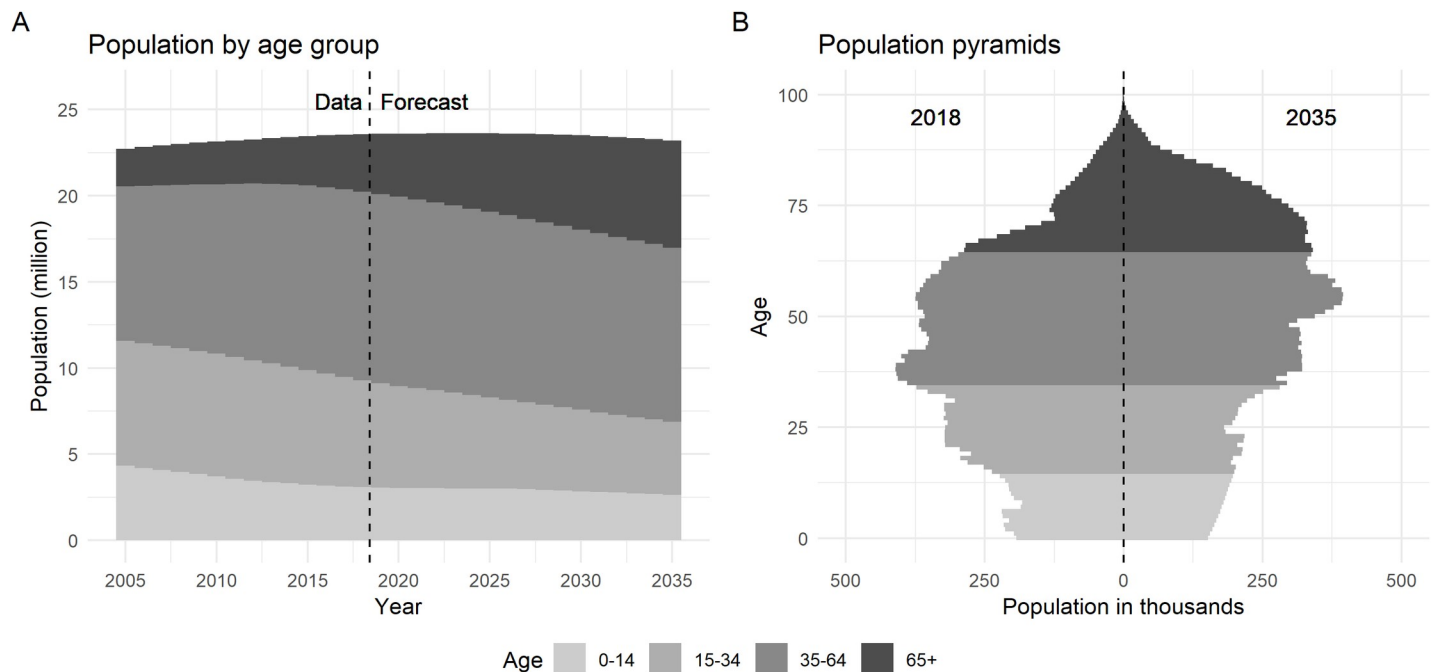 A
Population by age group
Data Forecast
25
20
15
10
5
0
Population (million)
2005 2010 2015 2020 2025 2030 2035
Year
B
Population pyramids
2018 2035
100
75
50
25
0
Age
500 250 0 250 500
Population in thousands
Age 0-14 15-34 35-64 65+